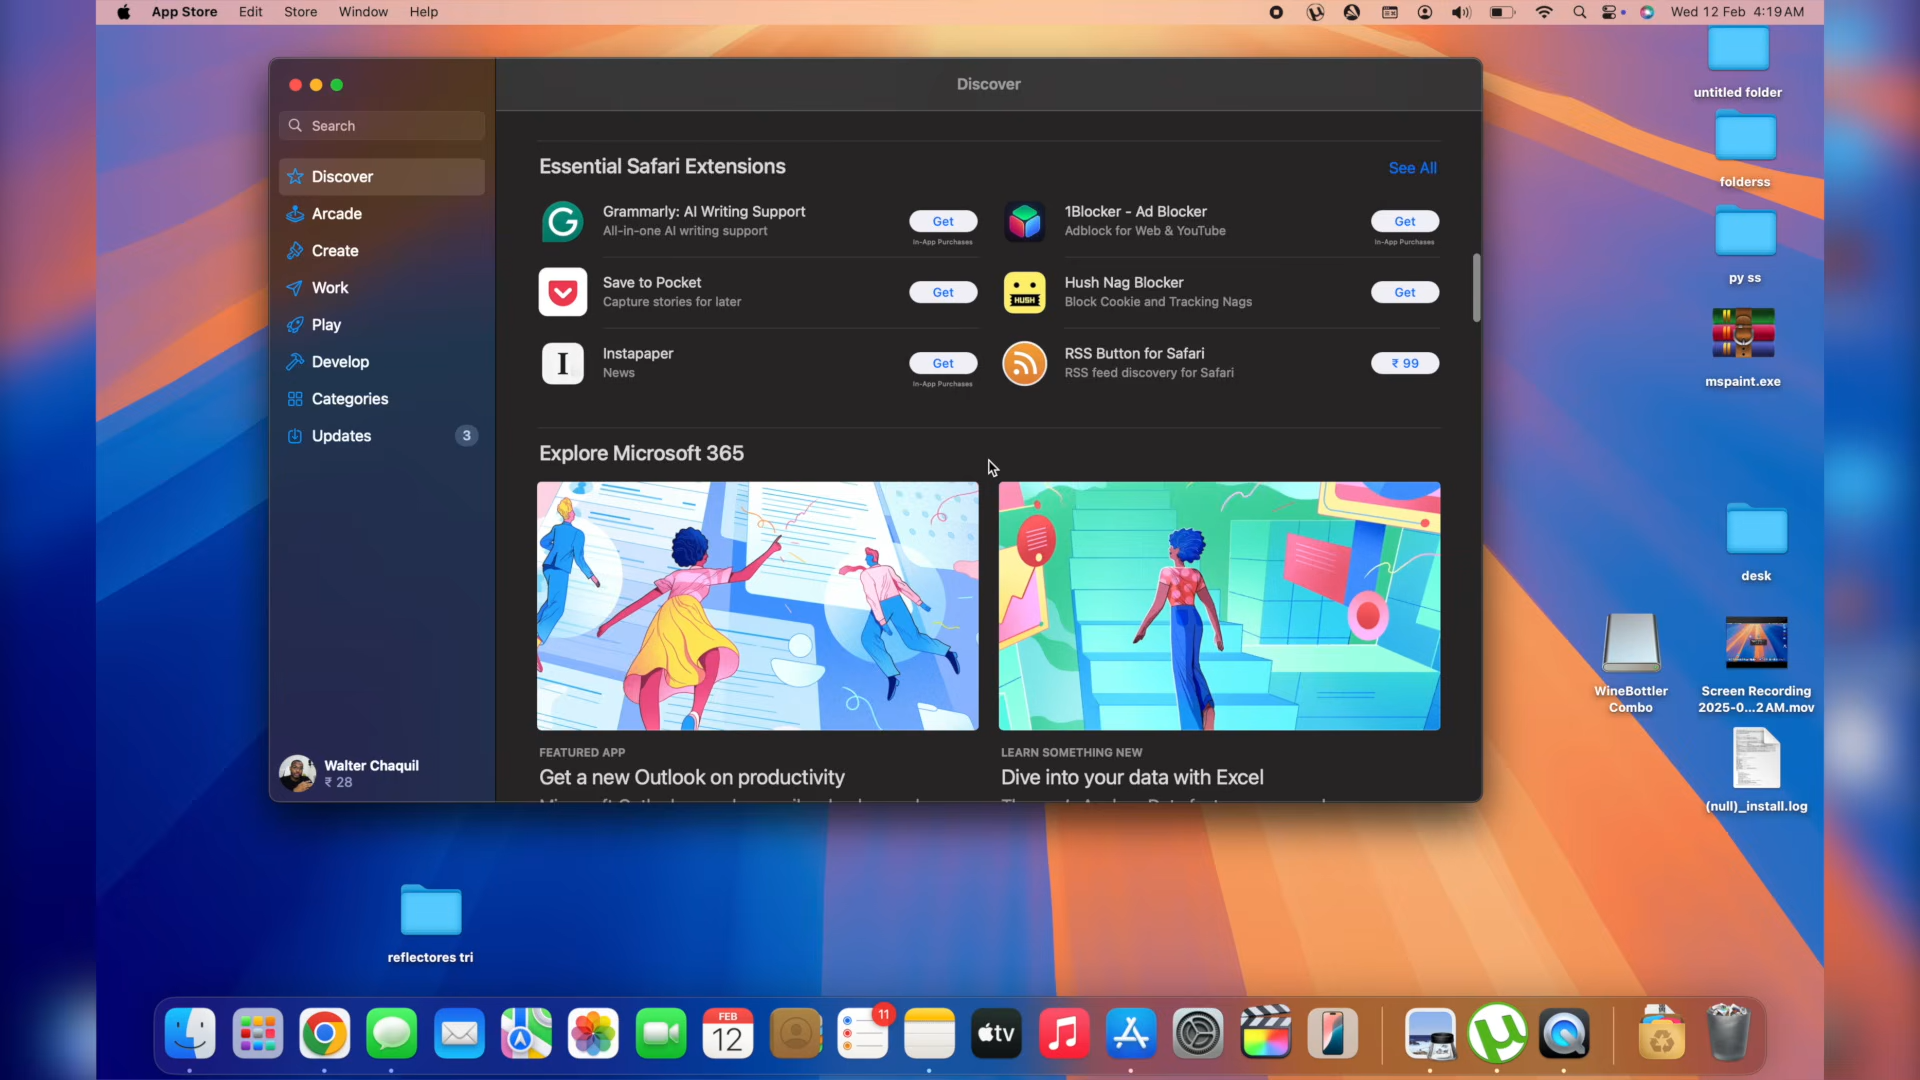 App Store Edit Store Window Help
Wed 12 Feb 4:19 AM
Discover
Search
Discover
Arcade
Create
Work
Play
Develop
Categories
Updates 3
Walter Chaquil
₹ 28
Essential Safari Extensions See All
Grammarly: AI Writing Support
All-in-one AI writing support
Get
In-App Purchases
1Blocker - Ad Blocker
Adblock for Web & YouTube
Get
In-App Purchases
Save to Pocket
Capture stories for later
Get
Hush Nag Blocker
Block Cookie and Tracking Nags
Get
HUSH
Instapaper
News
Get
In-App Purchases
RSS Button for Safari
RSS feed discovery for Safari
₹ 99
Explore Microsoft 365
FEATURED APP
Get a new Outlook on productivity
LEARN SOMETHING NEW
Dive into your data with Excel
untitled folder
folderss
py ss
mspaint.exe
desk
WineBottler
Combo
Screen Recording
2025-0...2 AM.mov
(null)_install.log
reflectores tri
FEB
12
11
tv